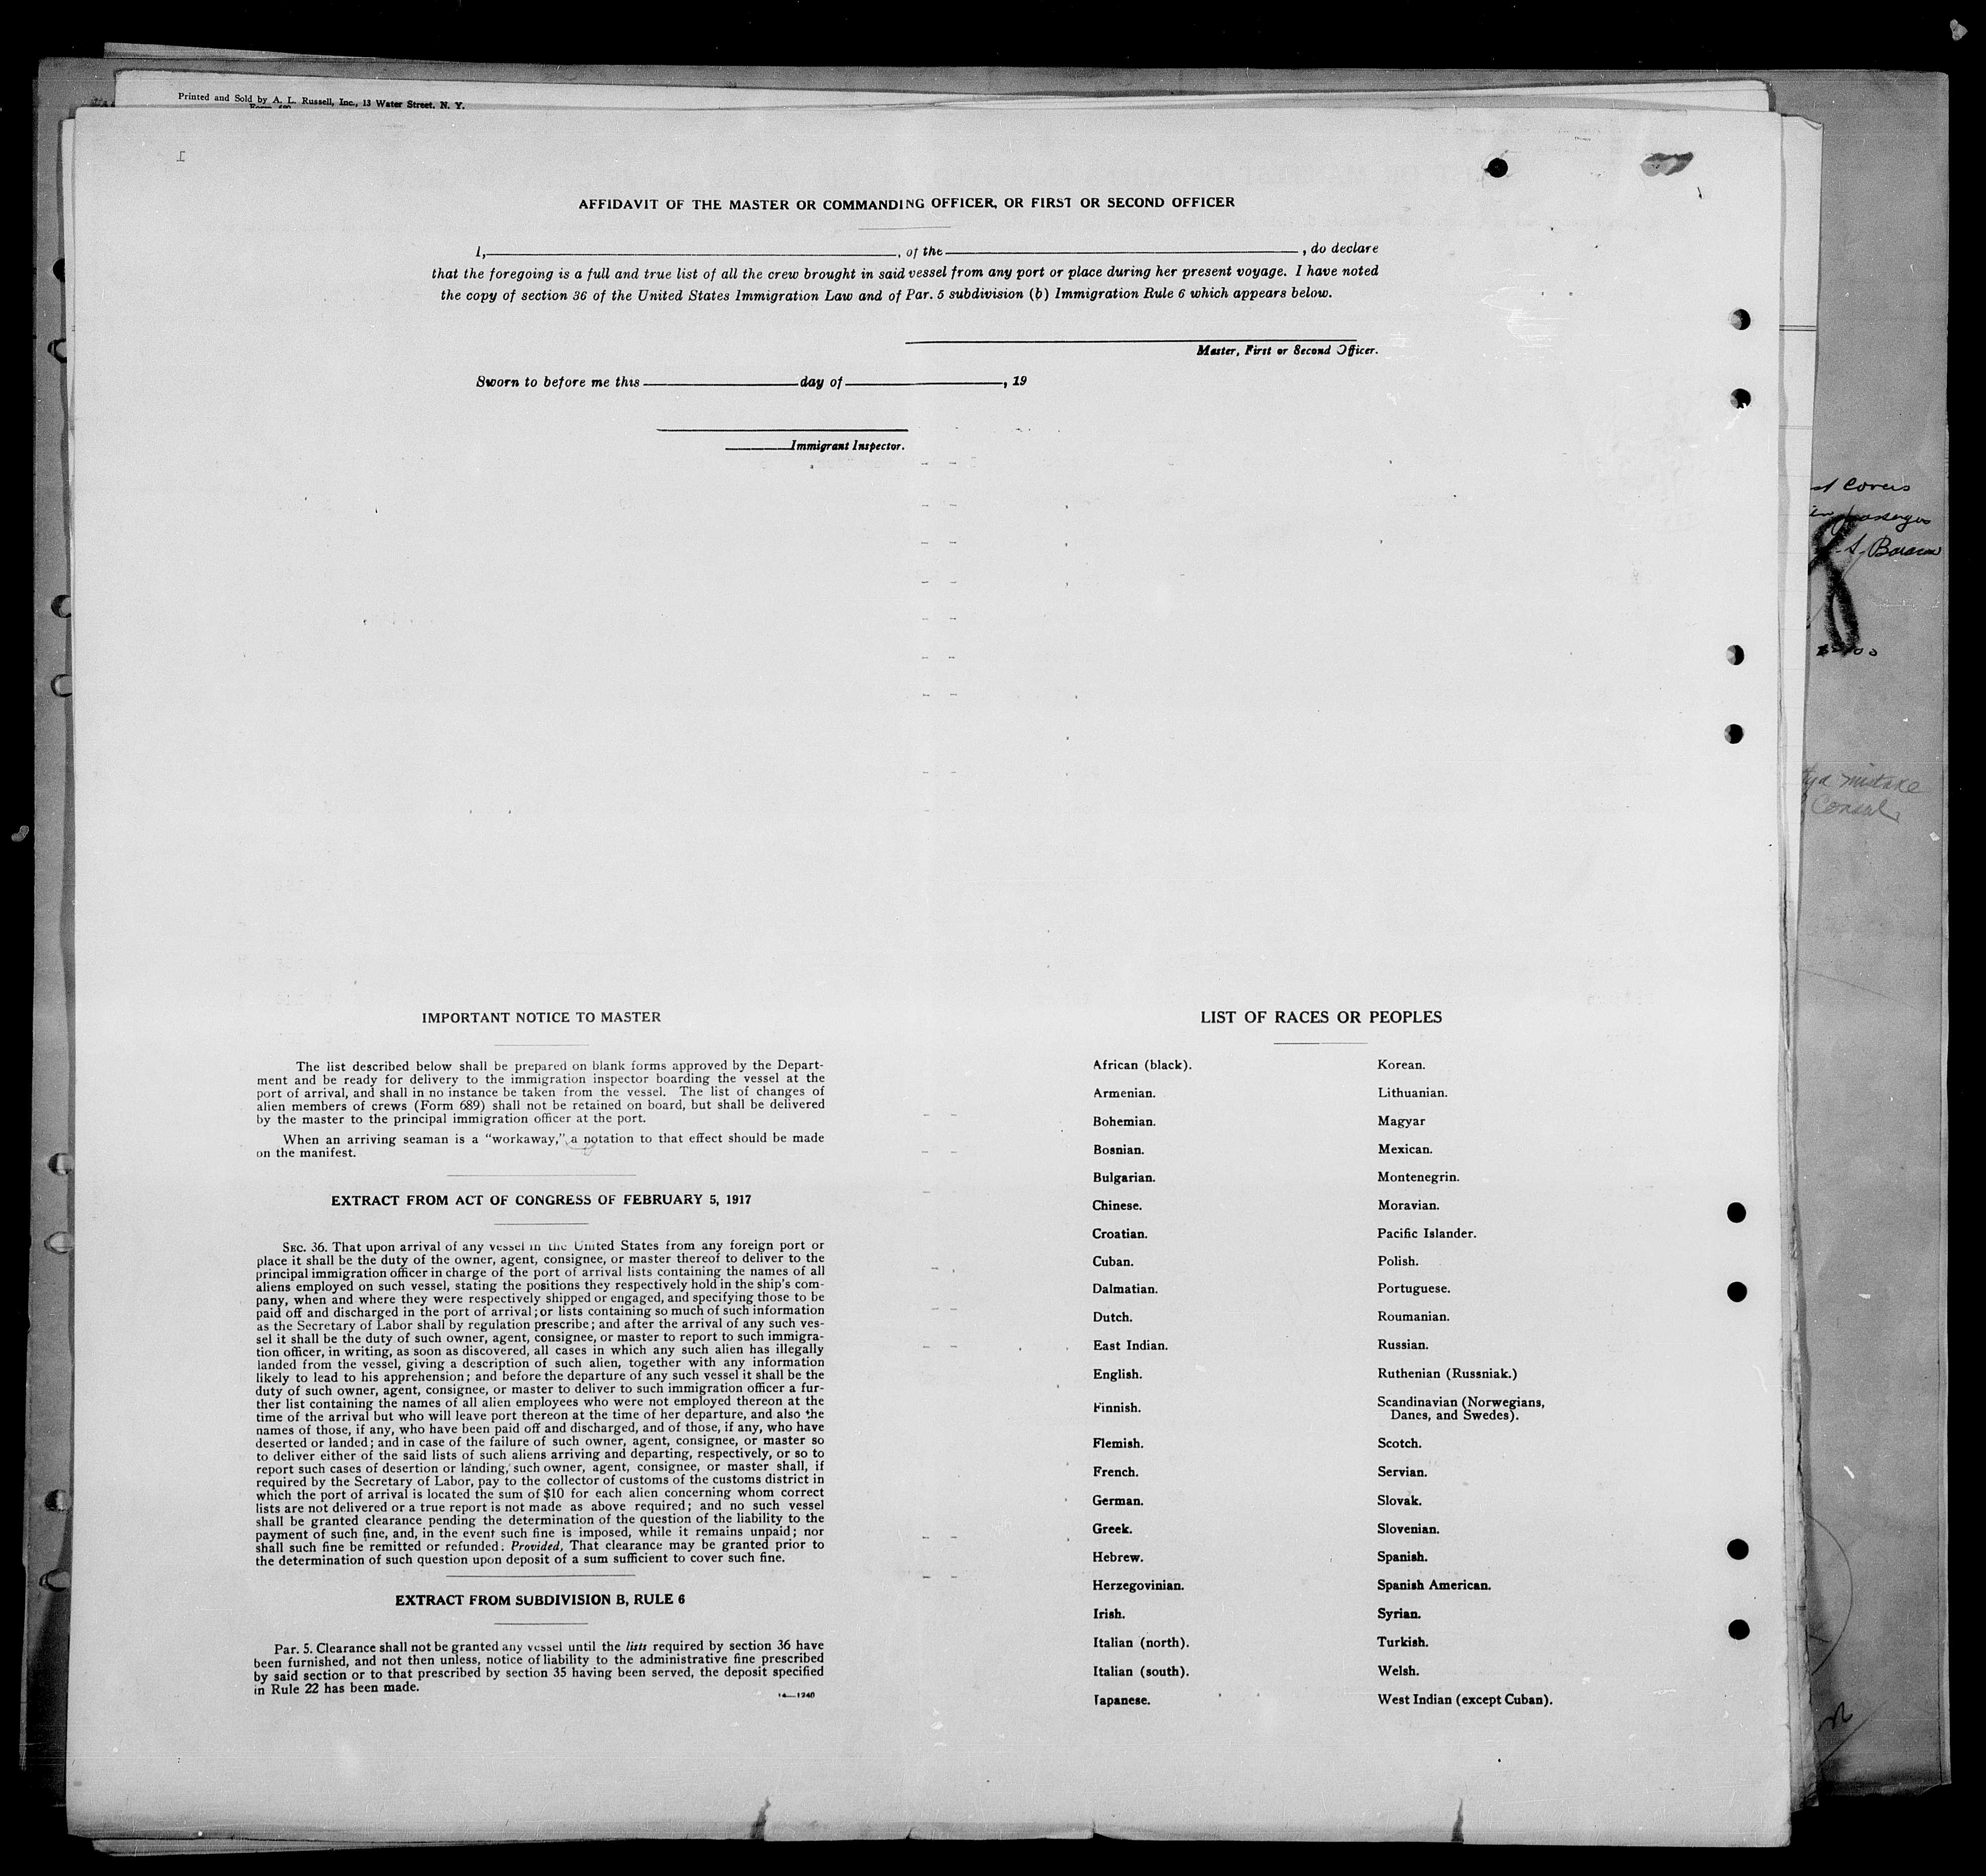 Printed and Sold by A. L. Russell, Inc., 13 Water Street. N. Y.
AFFIDAVIT OF THE MASTER OR COMMANDING OFFICER, OR FIRST OR SECOND OFFICER
I, , of the , do declare
that the foregoing is a full and true list of all the crew brought in said vessel from any port or place during her present voyage. I have noted
the copy of section 36 of the United States Immigration Law and of Par. 5 subdivision (b) Immigration Rule 6 which appears below.
Master, First or Second Officer.
Sworn to before me this day of , 19
Immigrant Inspector.
Covers
mistake
Consul
IMPORTANT NOTICE TO MASTER
The list described below shall be prepared on blank forms approved by the Depart-
ment and be ready for delivery to the immigration inspector boarding the vessel at the
port of arrival, and shall in no instance be taken from the vessel. The list of changes of
alien members of crews (Form 689) shall not be retained on board, but shall be delivered
by the master to the principal immigration officer at the port.
When an arriving seaman is a "workaway," a notation to that effect should be made
on the manifest.
EXTRACT FROM ACT OF CONGRESS OF FEBRUARY 5, 1917
SEC. 36. That upon arrival of any vessel in the United States from any foreign port or
place it shall be the duty of the owner, agent, consignee, or master thereof to deliver to the
principal immigration officer in charge of the port of arrival lists containing the names of all
aliens employed on such vessel, stating the positions they respectively hold in the ship's com-
pany, when and where they were respectively shipped or engaged, and specifying those to be
paid off and discharged in the port of arrival; or lists containing so much of such information
as the Secretary of Labor shall by regulation prescribe; and after the arrival of any such ves-
sel it shall be the duty of such owner, agent, consignee, or master to report to such immigra-
tion officer, in writing, as soon as discovered, all cases in which any such alien has illegally
landed from the vessel, giving a description of such alien, together with any information
likely to lead to his apprehension; and before the departure of any such vessel it shall be the
duty of such owner, agent, consignee, or master to deliver to such immigration officer a fur-
ther list containing the names of all alien employees who were not employed thereon at the
time of the arrival but who will leave port thereon at the time of her departure, and also the
names of those, if any, who have been paid off and discharged, and of those, if any, who have
deserted or landed; and in case of the failure of such owner, agent, consignee, or master so
to deliver either of the said lists of such aliens arriving and departing, respectively, or so to
report such cases of desertion or landing, such owner, agent, consignee, or master shall, if
required by the Secretary of Labor, pay to the collector of customs of the customs district in
which the port of arrival is located the sum of $10 for each alien concerning whom correct
lists are not delivered or a true report is not made as above required; and no such vessel
shall be granted clearance pending the determination of the question of the liability to the
payment of such fine, and, in the event such fine is imposed, while it remains unpaid; nor
shall such fine be remitted or refunded: Provided, That clearance may be granted prior to
the determination of such question upon deposit of a sum sufficient to cover such fine.
EXTRACT FROM SUBDIVISION B, RULE 6
Par. 5. Clearance shall not be granted any vessel until the lists required by section 36 have
been furnished, and not then unless, notice of liability to the administrative fine prescribed
by said section or to that prescribed by section 35 having been served, the deposit specified
in Rule 22 has been made.
14—1240
LIST OF RACES OR PEOPLES
African (black).
Armenian.
Bohemian.
Bosnian.
Bulgarian.
Chinese.
Croatian.
Cuban.
Dalmatian.
Dutch.
East Indian.
English.
Finnish.
Flemish.
French.
German.
Greek.
Hebrew.
Herzegovinian.
Irish.
Italian (north).
Italian (south).
Japanese.
Korean.
Lithuanian.
Magyar
Mexican.
Montenegrin.
Moravian.
Pacific Islander.
Polish.
Portuguese.
Roumanian.
Russian.
Ruthenian (Russniak.)
Scandinavian (Norwegians,
Danes, and Swedes).
Scotch.
Servian.
Slovak.
Slovenian.
Spanish.
Spanish American.
Syrian.
Turkish.
Welsh.
West Indian (except Cuban).